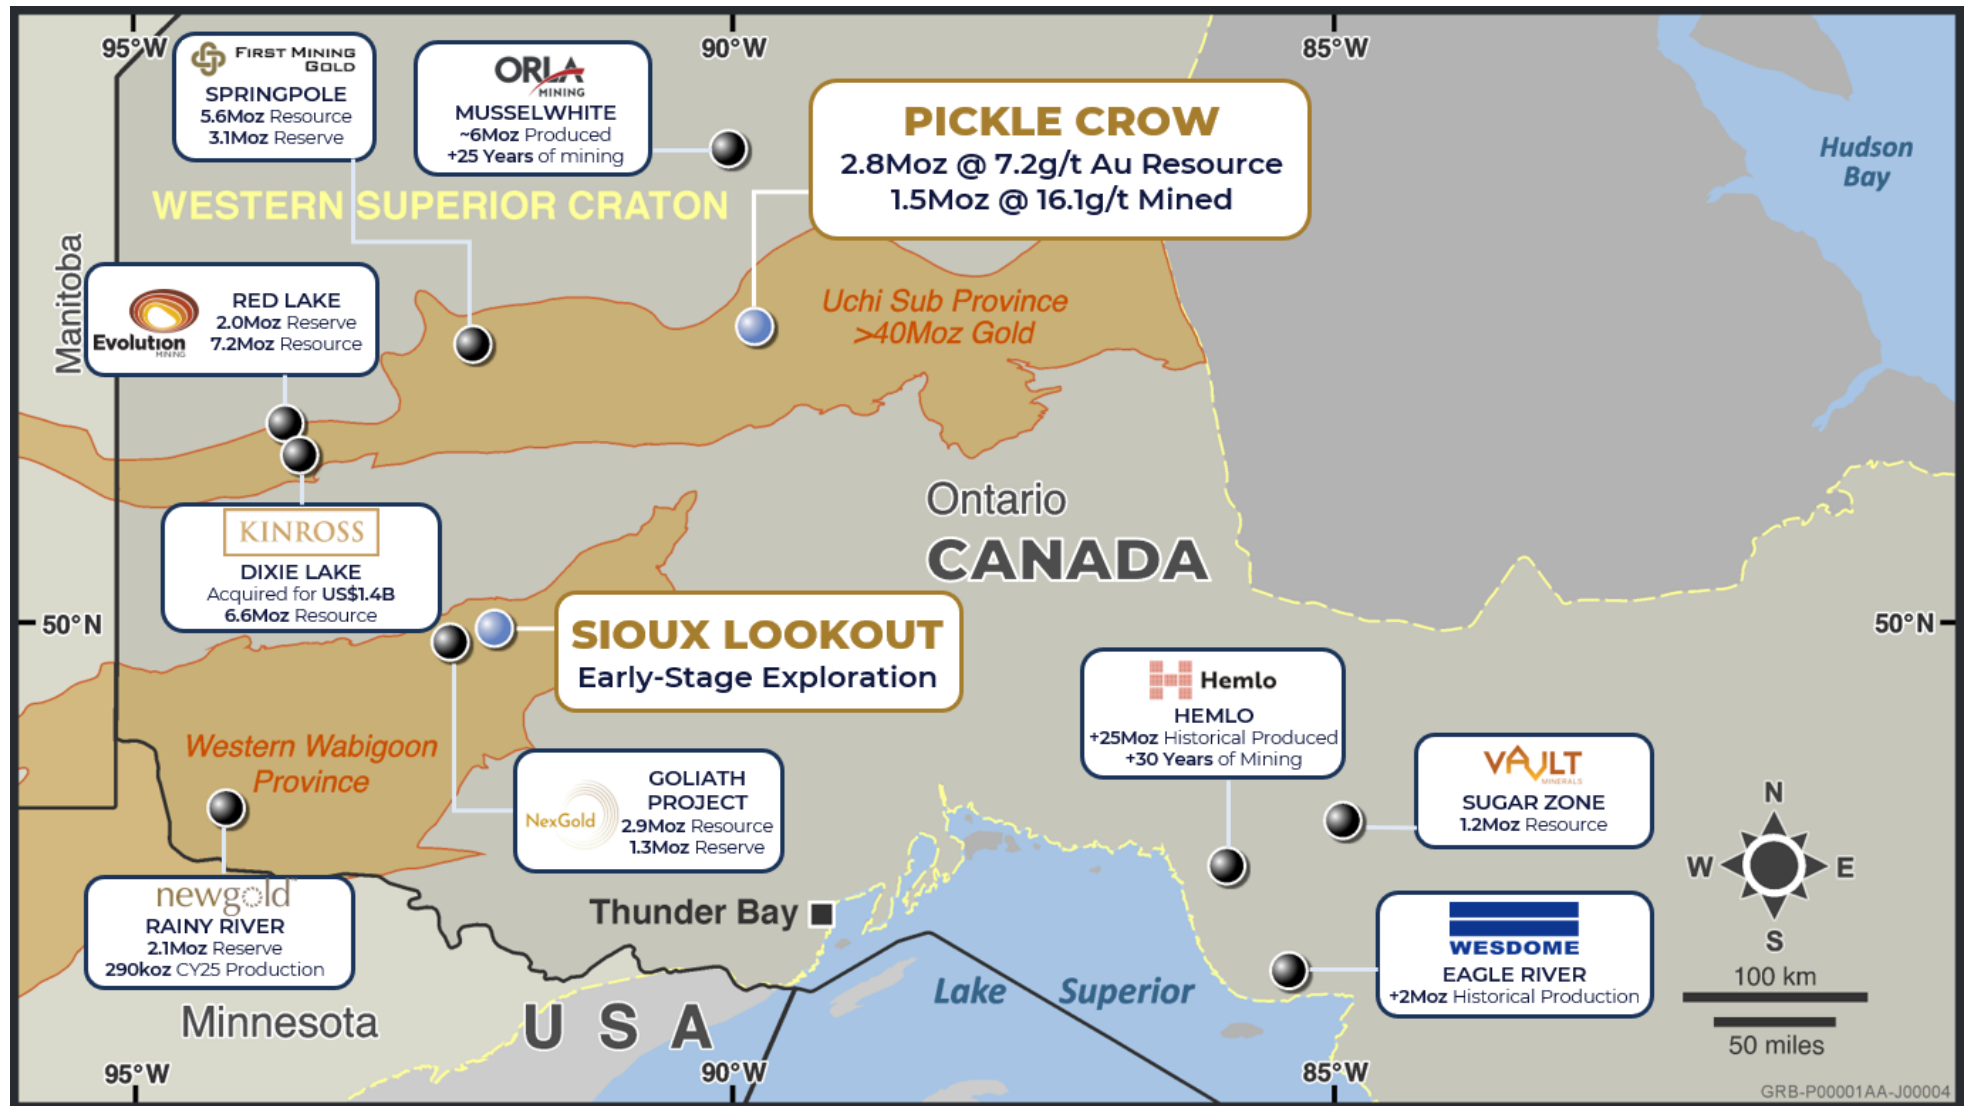 95°W
90°W
85°W
FIRST MINING
GOLD
SPRINGPOLE
5.6Moz Resource
3.1Moz Reserve
ORLA
MINING
MUSSELWHITE
~6Moz Produced
+25 Years of mining
PICKLE CROW
2.8Moz @ 7.2g/t Au Resource
1.5Moz @ 16.1g/t Mined
Hudson
Bay
WESTERN SUPERIOR CRATON
Manitoba
Evolution
MINING
RED LAKE
2.0Moz Reserve
7.2Moz Resource
Uchi Sub Province
>40Moz Gold
Ontario
CANADA
KINROSS
DIXIE LAKE
Acquired for US$1.4B
6.6Moz Resource
50°N
50°N
SIOUX LOOKOUT
Early-Stage Exploration
Hemlo
HEMLO
+25Moz Historical Produced
+30 Years of Mining
Western Wabigoon
Province
NexGold
GOLIATH
PROJECT
2.9Moz Resource
1.3Moz Reserve
VAULT
MINERALS
SUGAR ZONE
1.2Moz Resource
N
W
E
S
newgold
RAINY RIVER
2.1Moz Reserve
290koz CY25 Production
Thunder Bay
WESDOME
EAGLE RIVER
+2Moz Historical Production
Lake Superior
100 km
50 miles
Minnesota
USA
95°W
90°W
85°W
GRB-P00001AA-J00004